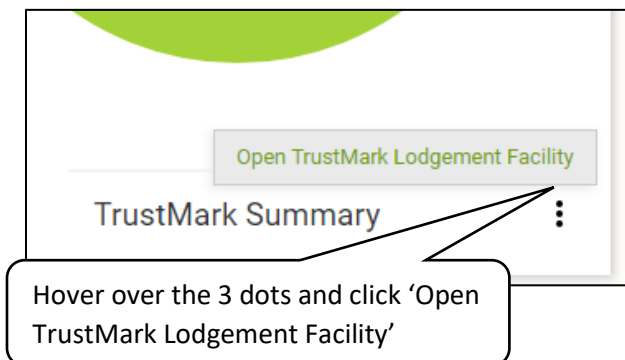 Open TrustMark Lodgement Facility
TrustMark Summary
Hover over the 3 dots and click ‘Open
TrustMark Lodgement Facility’